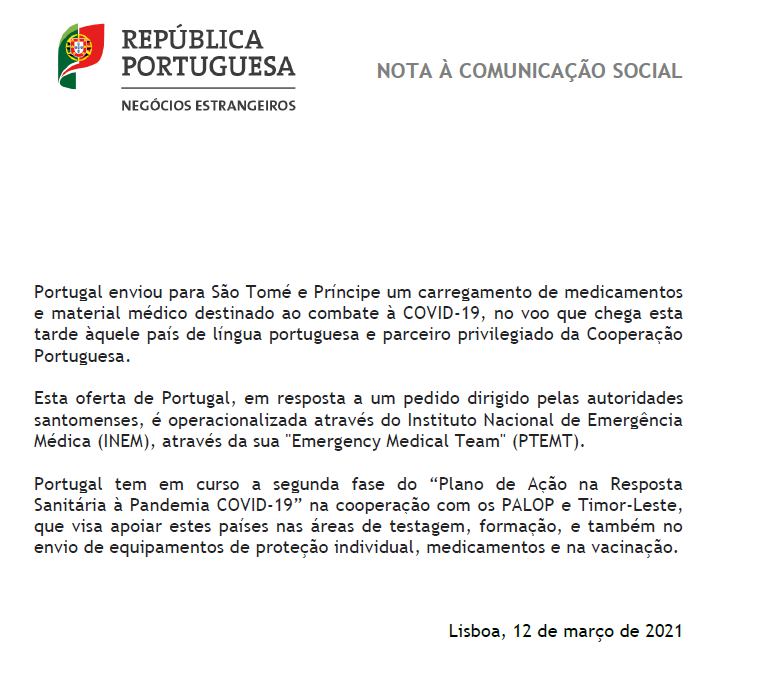 REPÚBLICA
PORTUGUESA
NEGÓCIOS ESTRANGEIROS
NOTA À COMUNICAÇÃO SOCIAL
Portugal enviou para São Tomé e Príncipe um carregamento de medicamentos
e material médico destinado ao combate à COVID-19, no voo que chega esta
tarde àquele país de língua portuguesa e parceiro privilegiado da Cooperação
Portuguesa.
Esta oferta de Portugal, em resposta a um pedido dirigido pelas autoridades
santomenses, é operacionalizada através do Instituto Nacional de Emergência
Médica (INEM), através da sua "Emergency Medical Team" (PTEMT).
Portugal tem em curso a segunda fase do “Plano de Ação na Resposta
Sanitária à Pandemia COVID-19” na cooperação com os PALOP e Timor-Leste,
que visa apoiar estes países nas áreas de testagem, formação, e também no
envio de equipamentos de proteção individual, medicamentos e na vacinação.
Lisboa, 12 de março de 2021